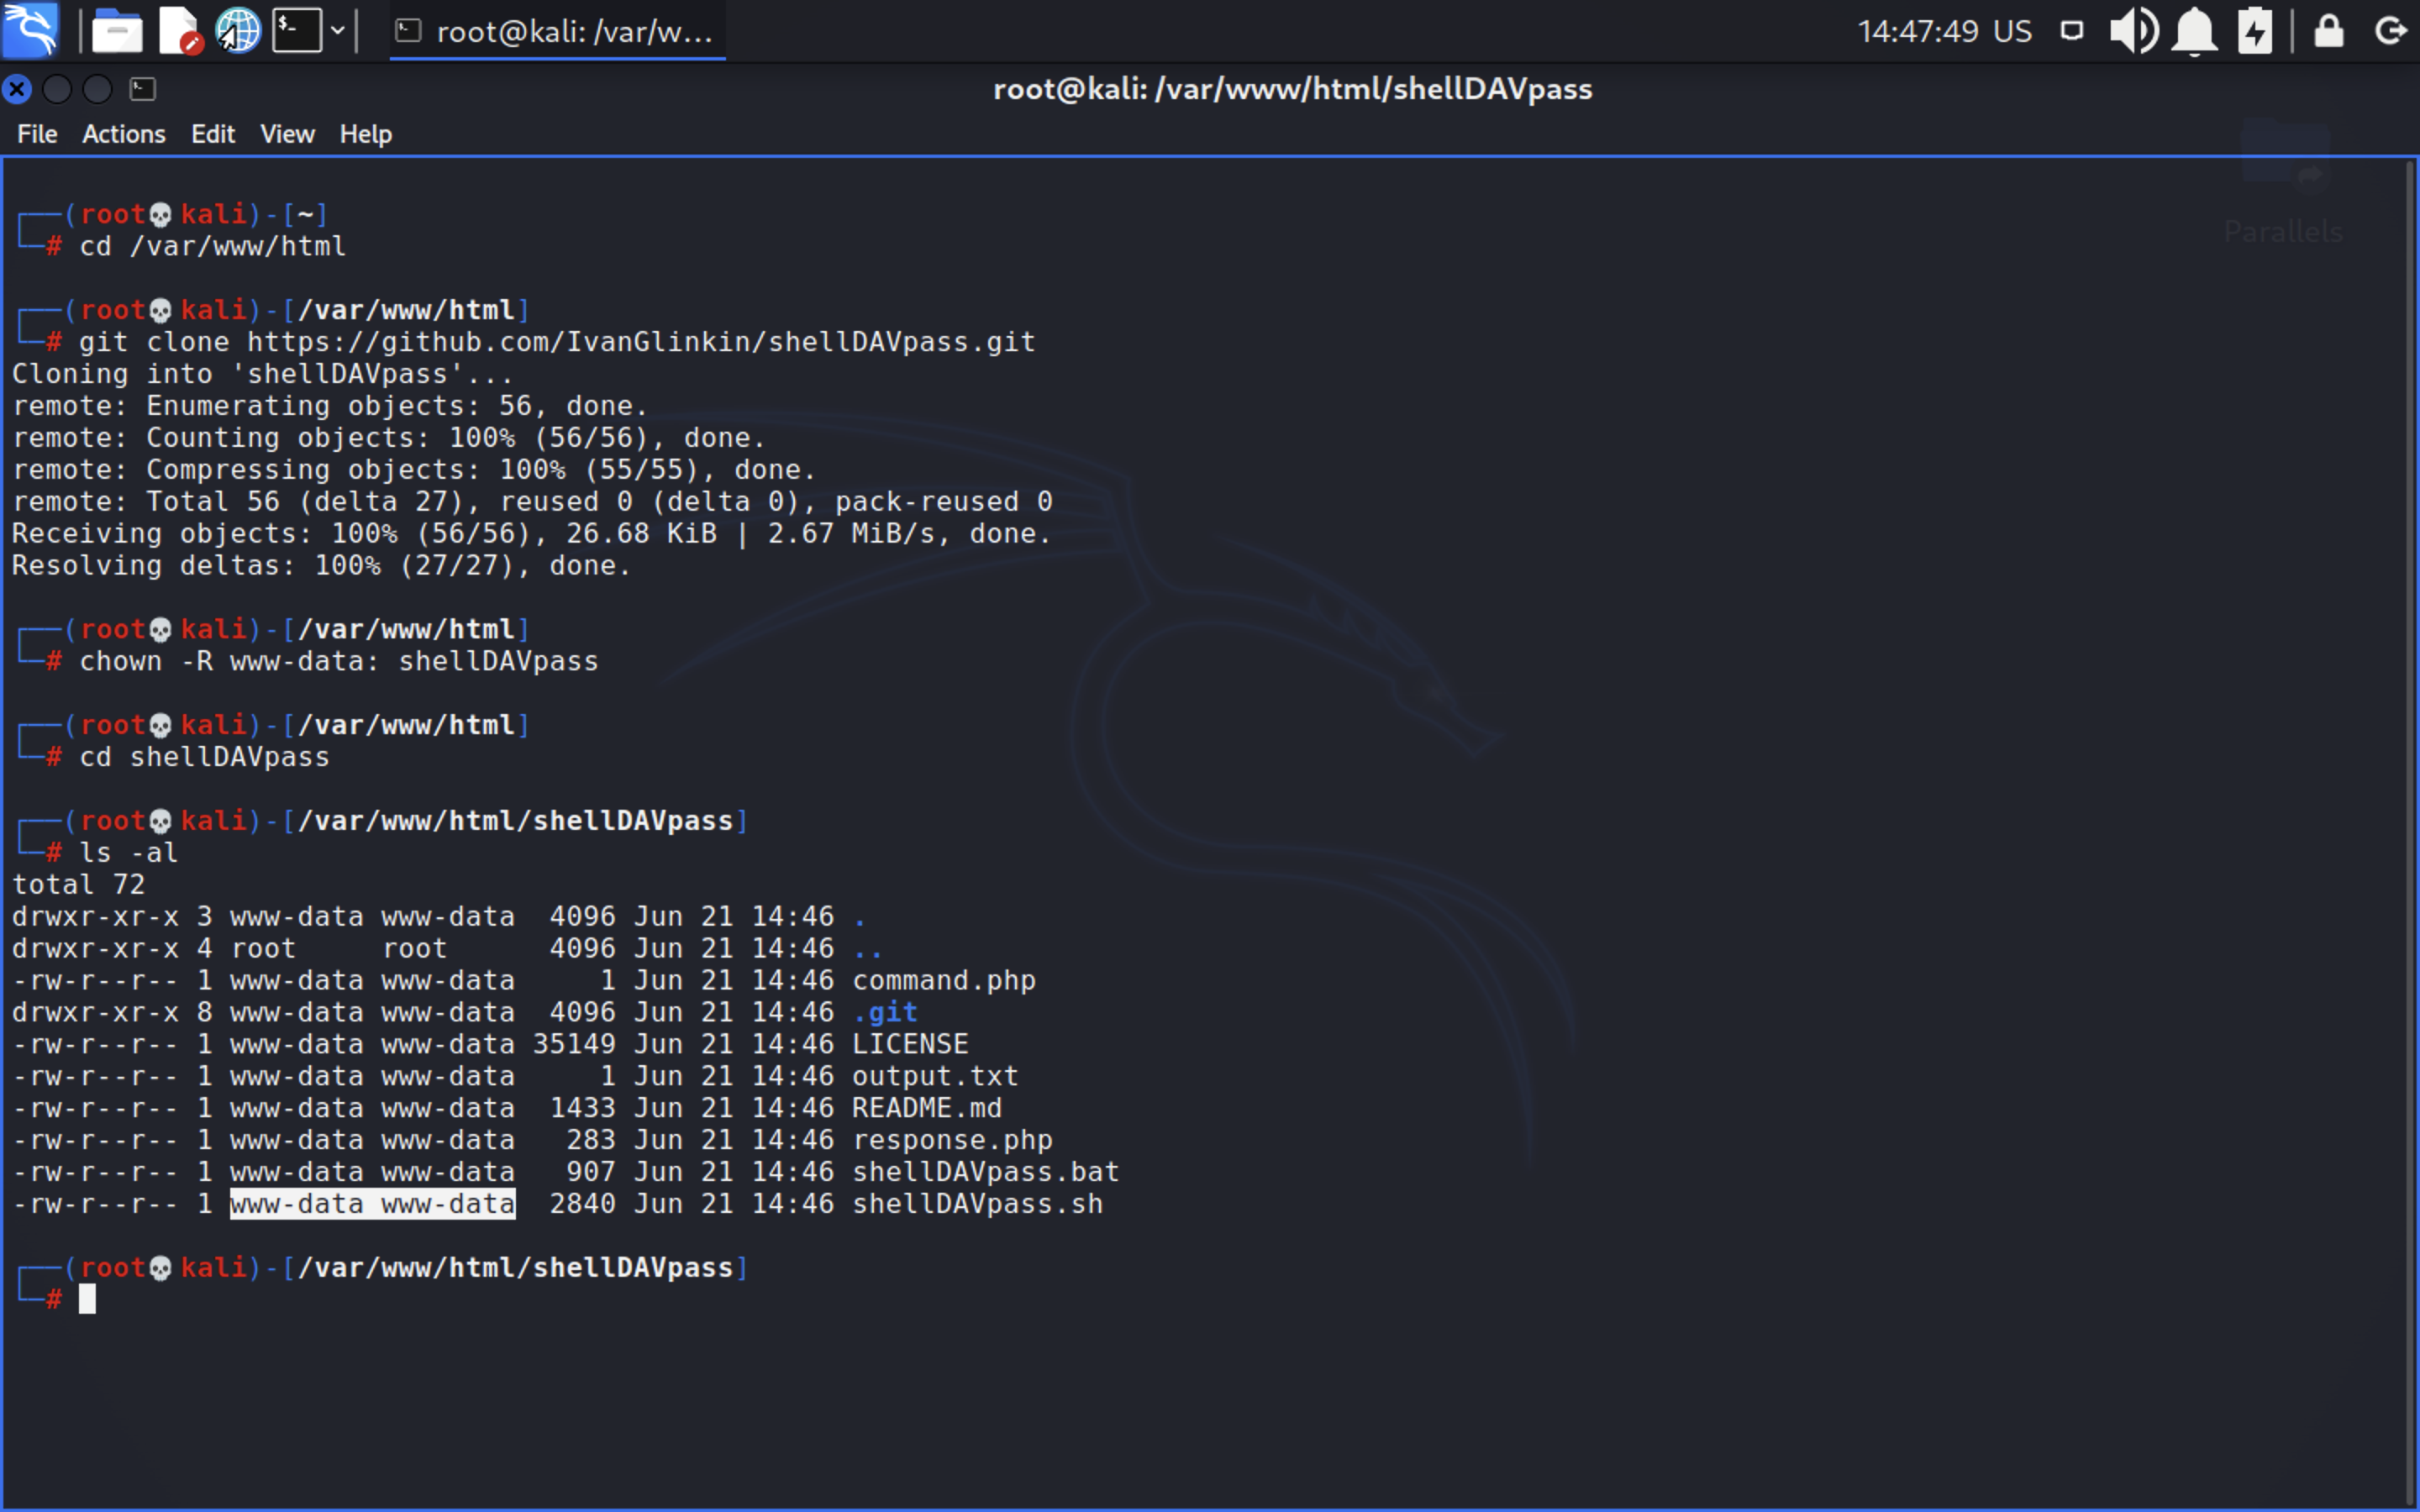 root@kali: /var/w...
14:47:49 US
root@kali: /var/www/html/shellDAVpass
File Actions Edit View Help
Parallels
┌──(root💀kali)-[~]
└─# cd /var/www/html
┌──(root💀kali)-[/var/www/html]
└─# git clone https://github.com/IvanGlinkin/shellDAVpass.git
Cloning into 'shellDAVpass'...
remote: Enumerating objects: 56, done.
remote: Counting objects: 100% (56/56), done.
remote: Compressing objects: 100% (55/55), done.
remote: Total 56 (delta 27), reused 0 (delta 0), pack-reused 0
Receiving objects: 100% (56/56), 26.68 KiB | 2.67 MiB/s, done.
Resolving deltas: 100% (27/27), done.
┌──(root💀kali)-[/var/www/html]
└─# chown -R www-data: shellDAVpass
┌──(root💀kali)-[/var/www/html]
└─# cd shellDAVpass
┌──(root💀kali)-[/var/www/html/shellDAVpass]
└─# ls -al
total 72
drwxr-xr-x 3 www-data www-data  4096 Jun 21 14:46 .
drwxr-xr-x 4 root     root      4096 Jun 21 14:46 ..
-rw-r--r-- 1 www-data www-data     1 Jun 21 14:46 command.php
drwxr-xr-x 8 www-data www-data  4096 Jun 21 14:46 .git
-rw-r--r-- 1 www-data www-data 35149 Jun 21 14:46 LICENSE
-rw-r--r-- 1 www-data www-data     1 Jun 21 14:46 output.txt
-rw-r--r-- 1 www-data www-data  1433 Jun 21 14:46 README.md
-rw-r--r-- 1 www-data www-data   283 Jun 21 14:46 response.php
-rw-r--r-- 1 www-data www-data   907 Jun 21 14:46 shellDAVpass.bat
-rw-r--r-- 1 www-data www-data  2840 Jun 21 14:46 shellDAVpass.sh
┌──(root💀kali)-[/var/www/html/shellDAVpass]
└─#